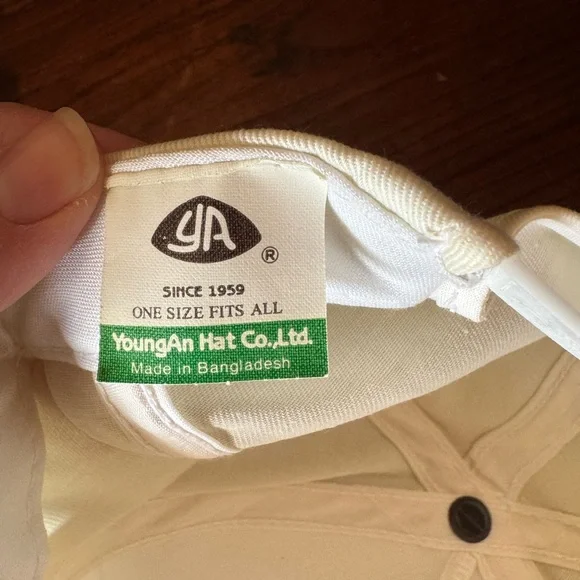 YA
®
SINCE 1959
ONE SIZE FITS ALL
YoungAn Hat Co.,Ltd.
Made in Bangladesh